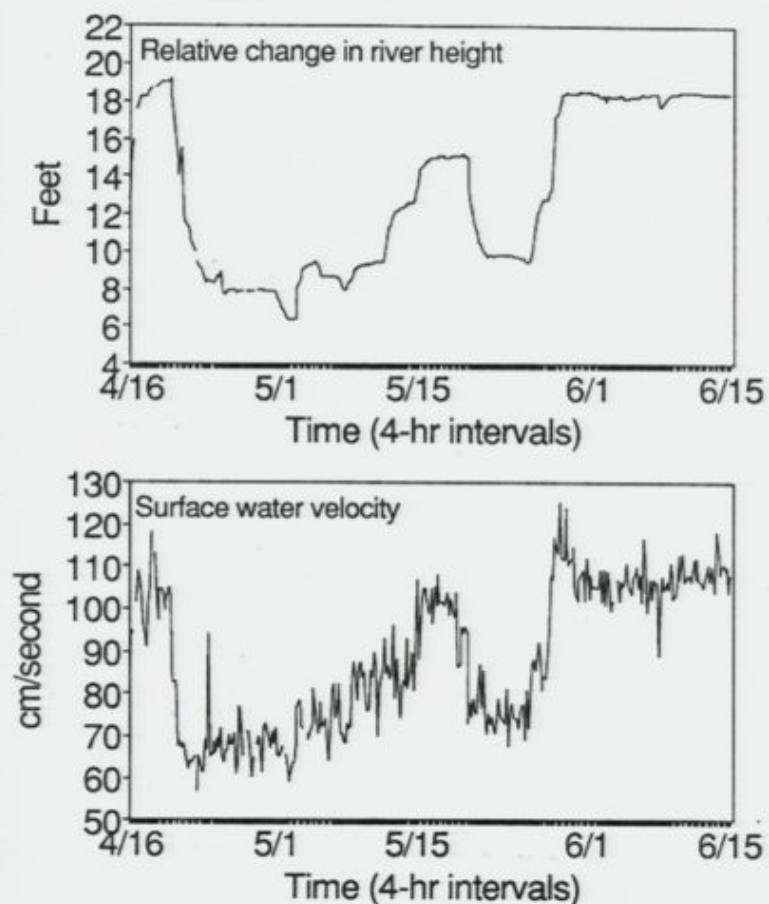 22
20
18
16
14
12
10
8
6
4
Feet
Relative change in river height
4/16 5/1 5/15 6/1 6/15
Time (4-hr intervals)
130
120
110
100
90
80
70
60
50
cm/second
Surface water velocity
4/16 5/1 5/15 6/1 6/15
Time (4-hr intervals)